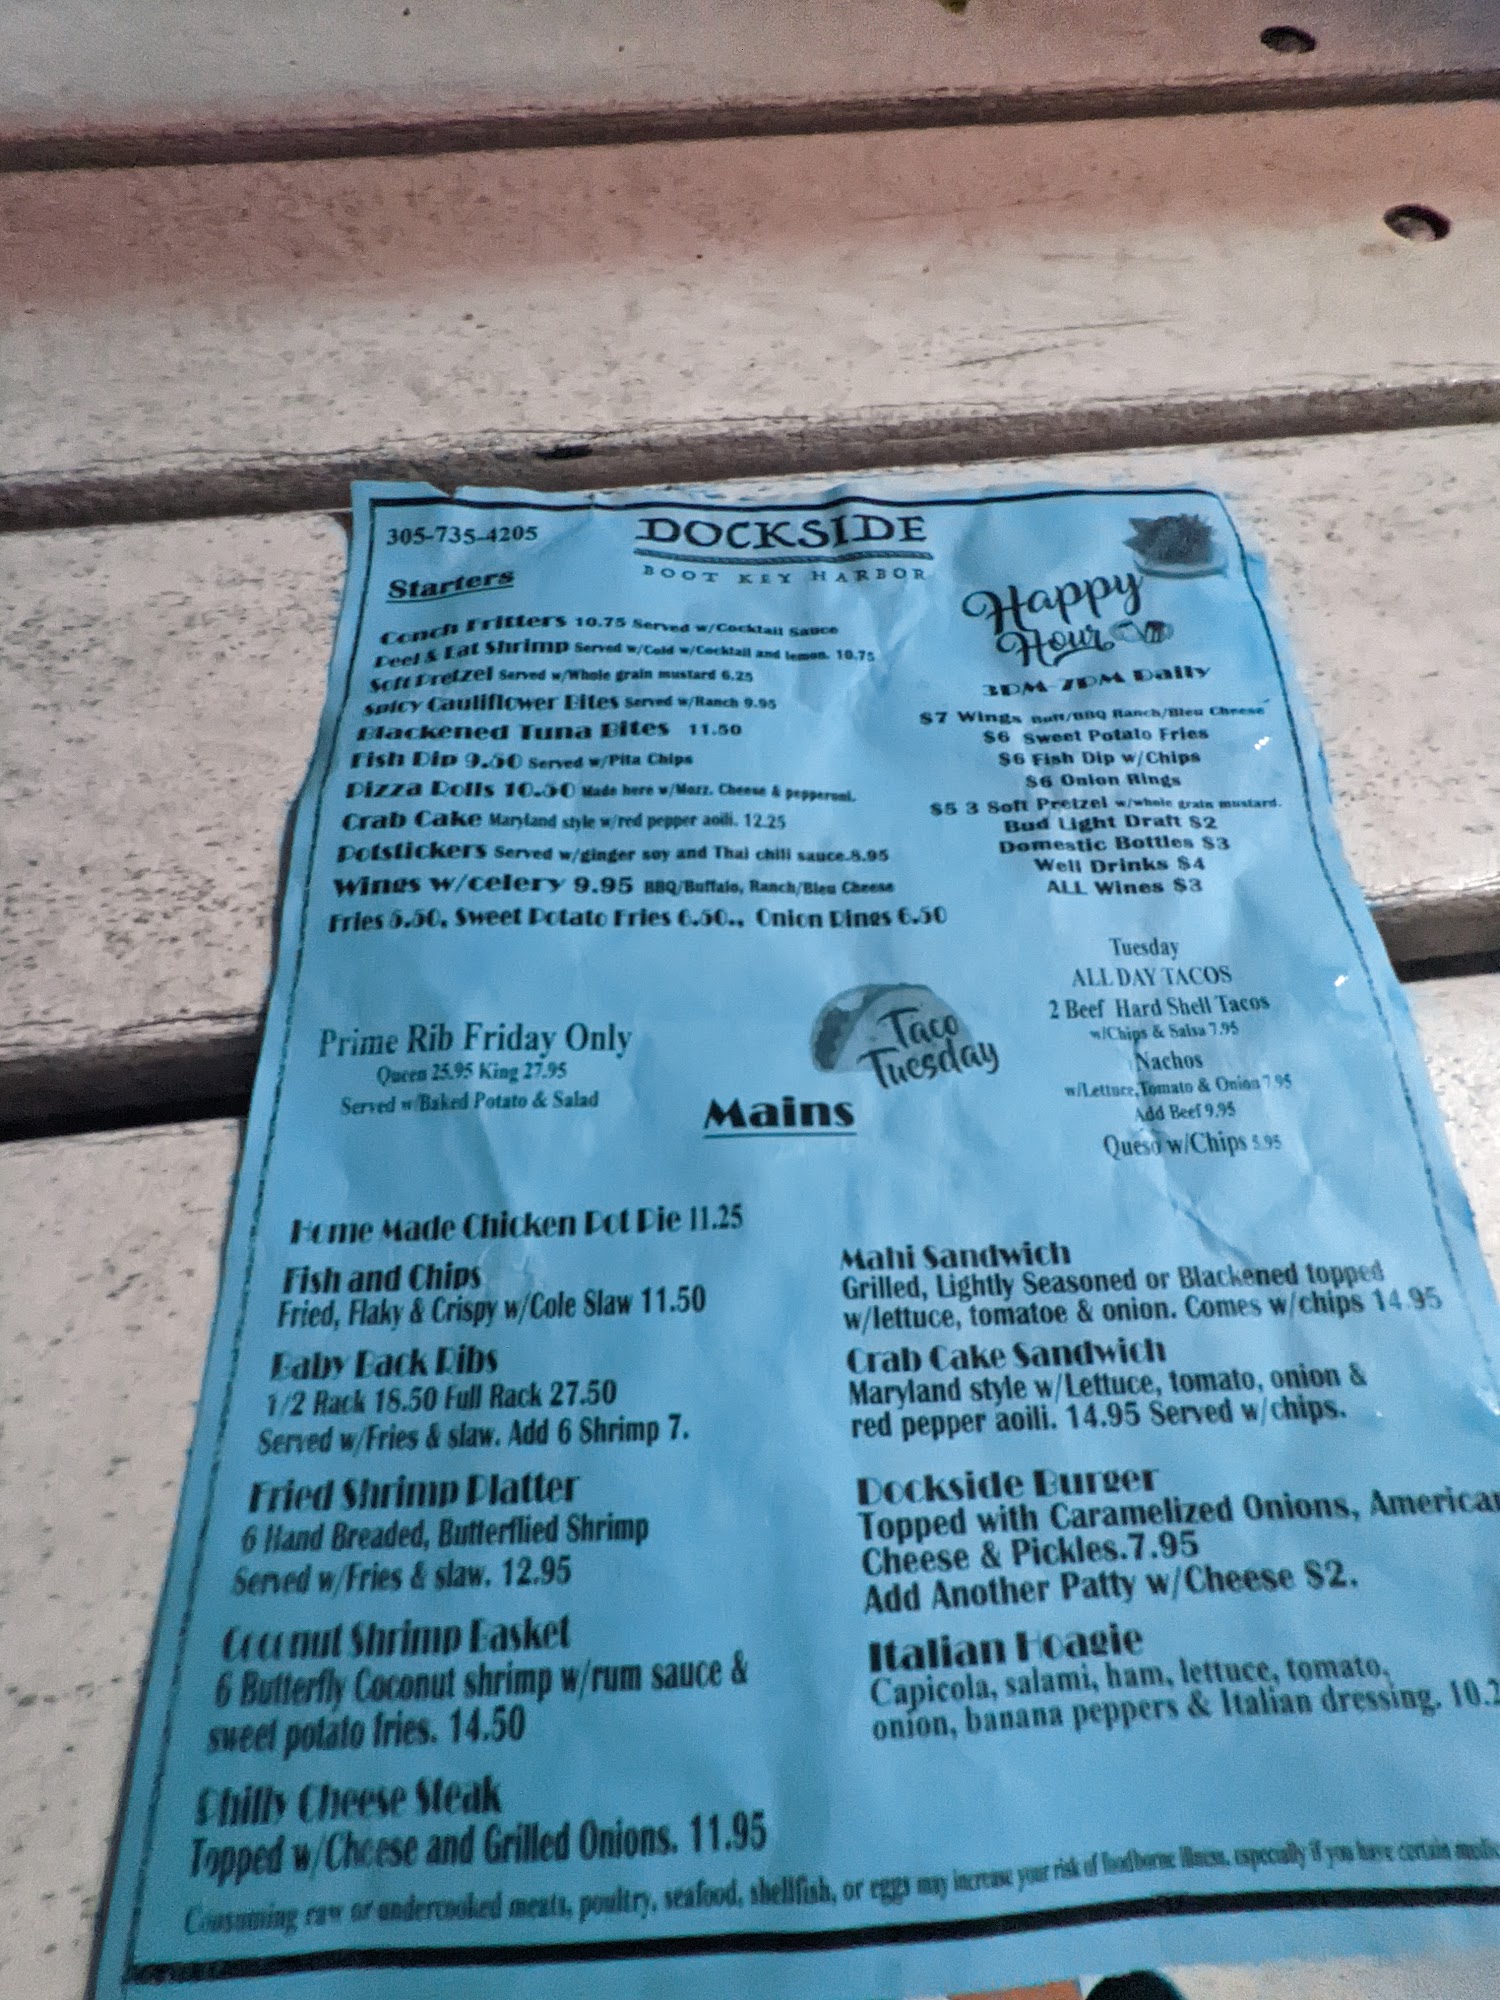 305-735-4205
DOCKSIDE
BOOT KEY HARBOR
Starters
Conch Fritters 10.75 Served w/Cocktail Sauce
Peel & Eat Shrimp Served w/Cold w/Cocktail and lemon. 10.75
Soft Pretzel Served w/Whole grain mustard 6.25
Spicy Cauliflower Bites Served w/Ranch 9.95
Blackened Tuna Bites 11.50
Fish Dip 9.50 Served w/Pita Chips
Pizza Rolls 10.50 Made here w/Mozz. Cheese & pepperoni.
Crab Cake Maryland style w/red pepper aoili. 12.25
Potstickers Served w/ginger soy and Thai chili sauce.8.95
Wings w/celery 9.95 BBQ/Buffalo, Ranch/Bleu Cheese
Fries 5.50, Sweet Potato Fries 6.50., Onion Rings 6.50
Happy
Hour
3PM-7PM Daily
$7 Wings Buff/BBQ Ranch/Bleu Cheese
$6 Sweet Potato Fries
$6 Fish Dip w/Chips
$6 Onion Rings
$5 3 Soft Pretzel w/whole grain mustard.
Bud Light Draft $2
Domestic Bottles $3
Well Drinks $4
ALL Wines $3
Prime Rib Friday Only
Queen 25.95 King 27.95
Served w/Baked Potato & Salad
Taco
Tuesday
Tuesday
ALL DAY TACOS
2 Beef Hard Shell Tacos
w/Chips & Salsa 7.95
Nachos
w/Lettuce, Tomato & Onion 7.95
Add Beef 9.95
Queso w/Chips 5.95
Mains
Home Made Chicken Pot Pie 11.25
Fish and Chips
Fried, Flaky & Crispy w/Cole Slaw 11.50
Baby Back Ribs
1/2 Rack 18.50 Full Rack 27.50
Served w/Fries & slaw. Add 6 Shrimp 7.
Fried Shrimp Platter
6 Hand Breaded, Butterflied Shrimp
Served w/Fries & slaw. 12.95
Coconut Shrimp Basket
6 Butterfly Coconut shrimp w/rum sauce &
sweet potato fries. 14.50
Philly Cheese Steak
Topped w/Cheese and Grilled Onions. 11.95
Mahi Sandwich
Grilled, Lightly Seasoned or Blackened topped
w/lettuce, tomatoe & onion. Comes w/chips 14.95
Crab Cake Sandwich
Maryland style w/Lettuce, tomato, onion &
red pepper aoili. 14.95 Served w/chips.
Dockside Burger
Topped with Caramelized Onions, American
Cheese & Pickles.7.95
Add Another Patty w/Cheese $2.
Italian Hoagie
Capicola, salami, ham, lettuce, tomato,
onion, banana peppers & Italian dressing. 10.2
Consuming raw or undercooked meats, poultry, seafood, shellfish, or eggs may increase your risk of foodborne illness, especially if you have certain